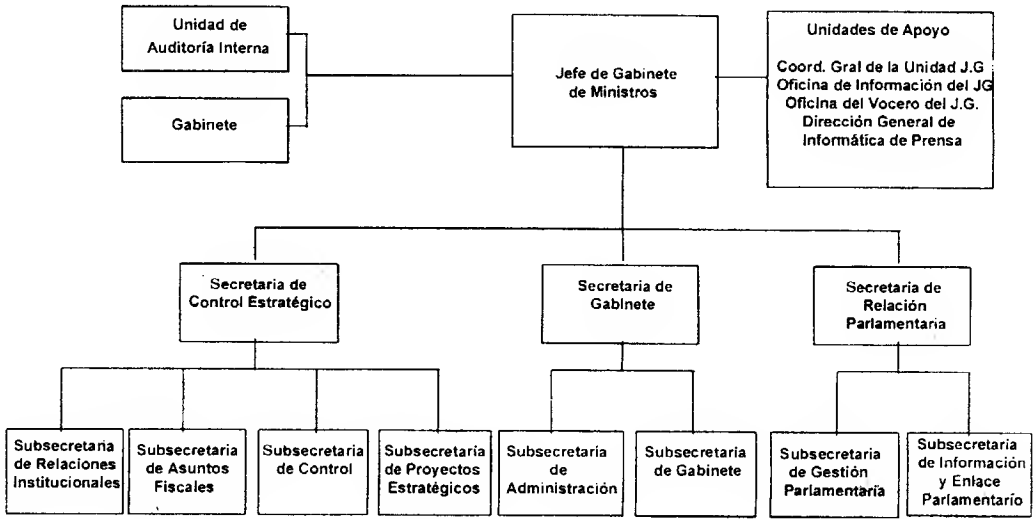 Unidad de
Auditoría Interna
Gabinete
Jefe de Gabinete
de Ministros
Unidades de Apoyo
Coord. Gral de la Unidad J.G
Oficina de Información del JG
Oficina del Vocero del J.G.
Dirección General de
Informática de Prensa
Secretaria de
Control Estratégico
Secretaria de
Gabinete
Secretaria de
Relación
Parlamentaria
Subsecretaria
de Relaciones
Institucionales
Subsecretaria
de Asuntos
Fiscales
Subsecretaria
de Control
Subsecretaría
de Proyectos
Estratégicos
Subsecretaría
de
Administración
Subsecretaria
de Gabinete
Subsecretaria
de Gestión
Parlamentaría
Subsecretaria
de Información
y Enlace
Parlamentario